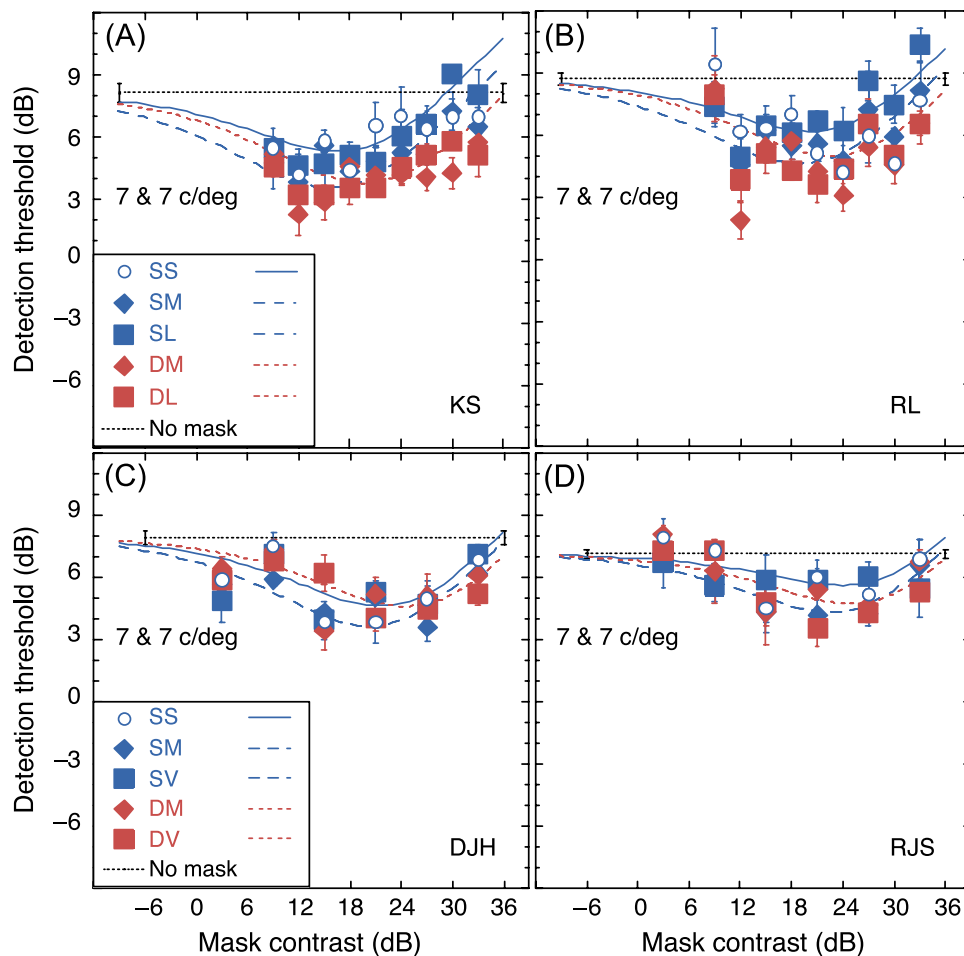 (A)
(B)
Detection threshold (dB)
9
6
3
0
−3
−6
7 & 7 c/deg
7 & 7 c/deg
SS
SM
SL
DM
DL
No mask
KS
RL
(C)
(D)
Detection threshold (dB)
9
6
3
0
−3
−6
7 & 7 c/deg
7 & 7 c/deg
SS
SM
SV
DM
DV
No mask
DJH
RJS
−6 0 6 12 18 24 30 36
−6 0 6 12 18 24 30 36
Mask contrast (dB)
Mask contrast (dB)